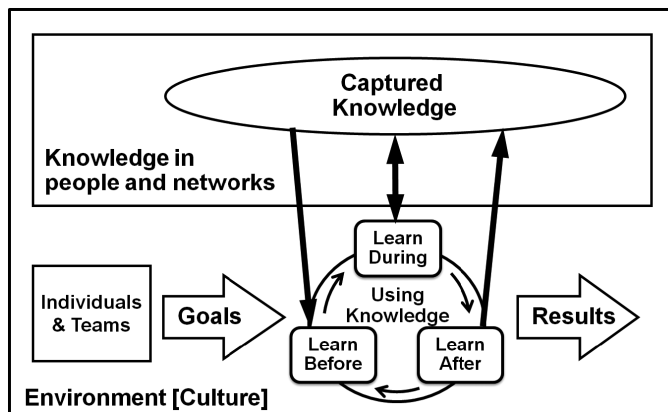 Captured
Knowledge
Knowledge in
people and networks
Learn
During
Individuals
& Teams
Goals
Using
Knowledge
Results
Learn
Before
Learn
After
Environment [Culture]